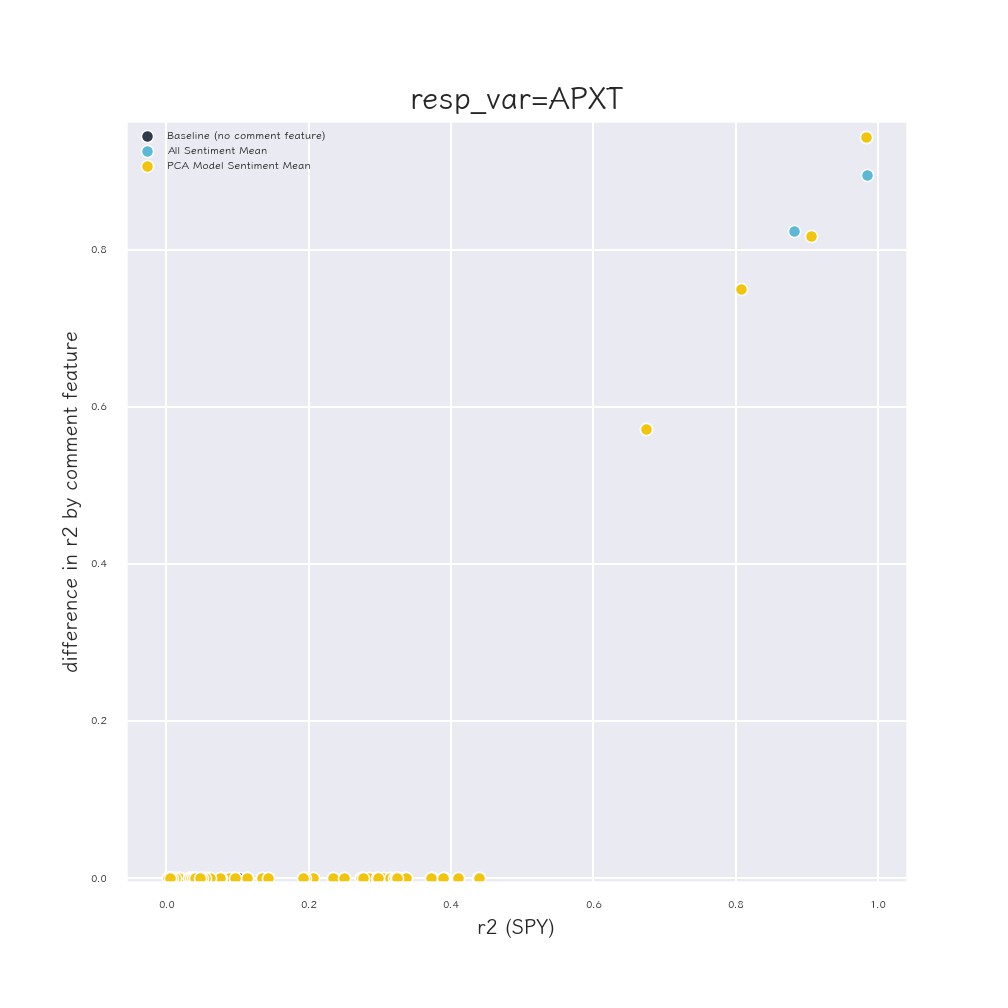 resp_var=APXT
Baseline (no comment feature)
All Sentiment Mean
PCA Model Sentiment Mean
difference in r2 by comment feature
0.8
0.6
0.4
0.2
0.0
0.0 0.2 0.4 0.6 0.8 1.0
r2 (SPY)